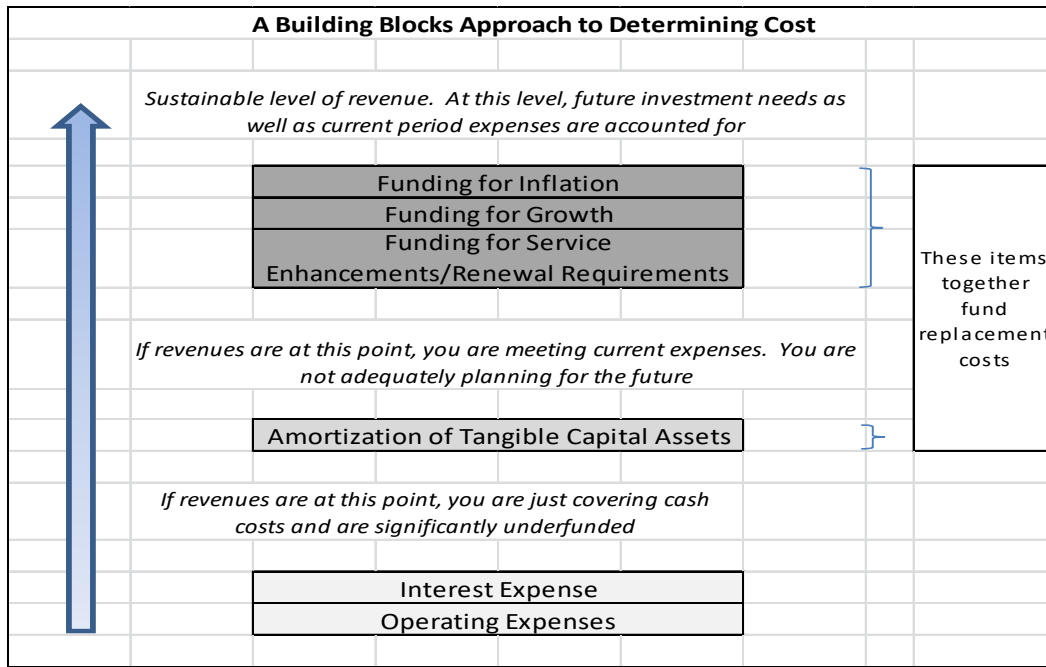 A Building Blocks Approach to Determining Cost
Sustainable level of revenue. At this level, future investment needs as
well as current period expenses are accounted for
Funding for Inflation
Funding for Growth
Funding for Service
Enhancements/Renewal Requirements
These items
together
fund
replacement
costs
If revenues are at this point, you are meeting current expenses. You are
not adequately planning for the future
Amortization of Tangible Capital Assets
If revenues are at this point, you are just covering cash
costs and are significantly underfunded
Interest Expense
Operating Expenses